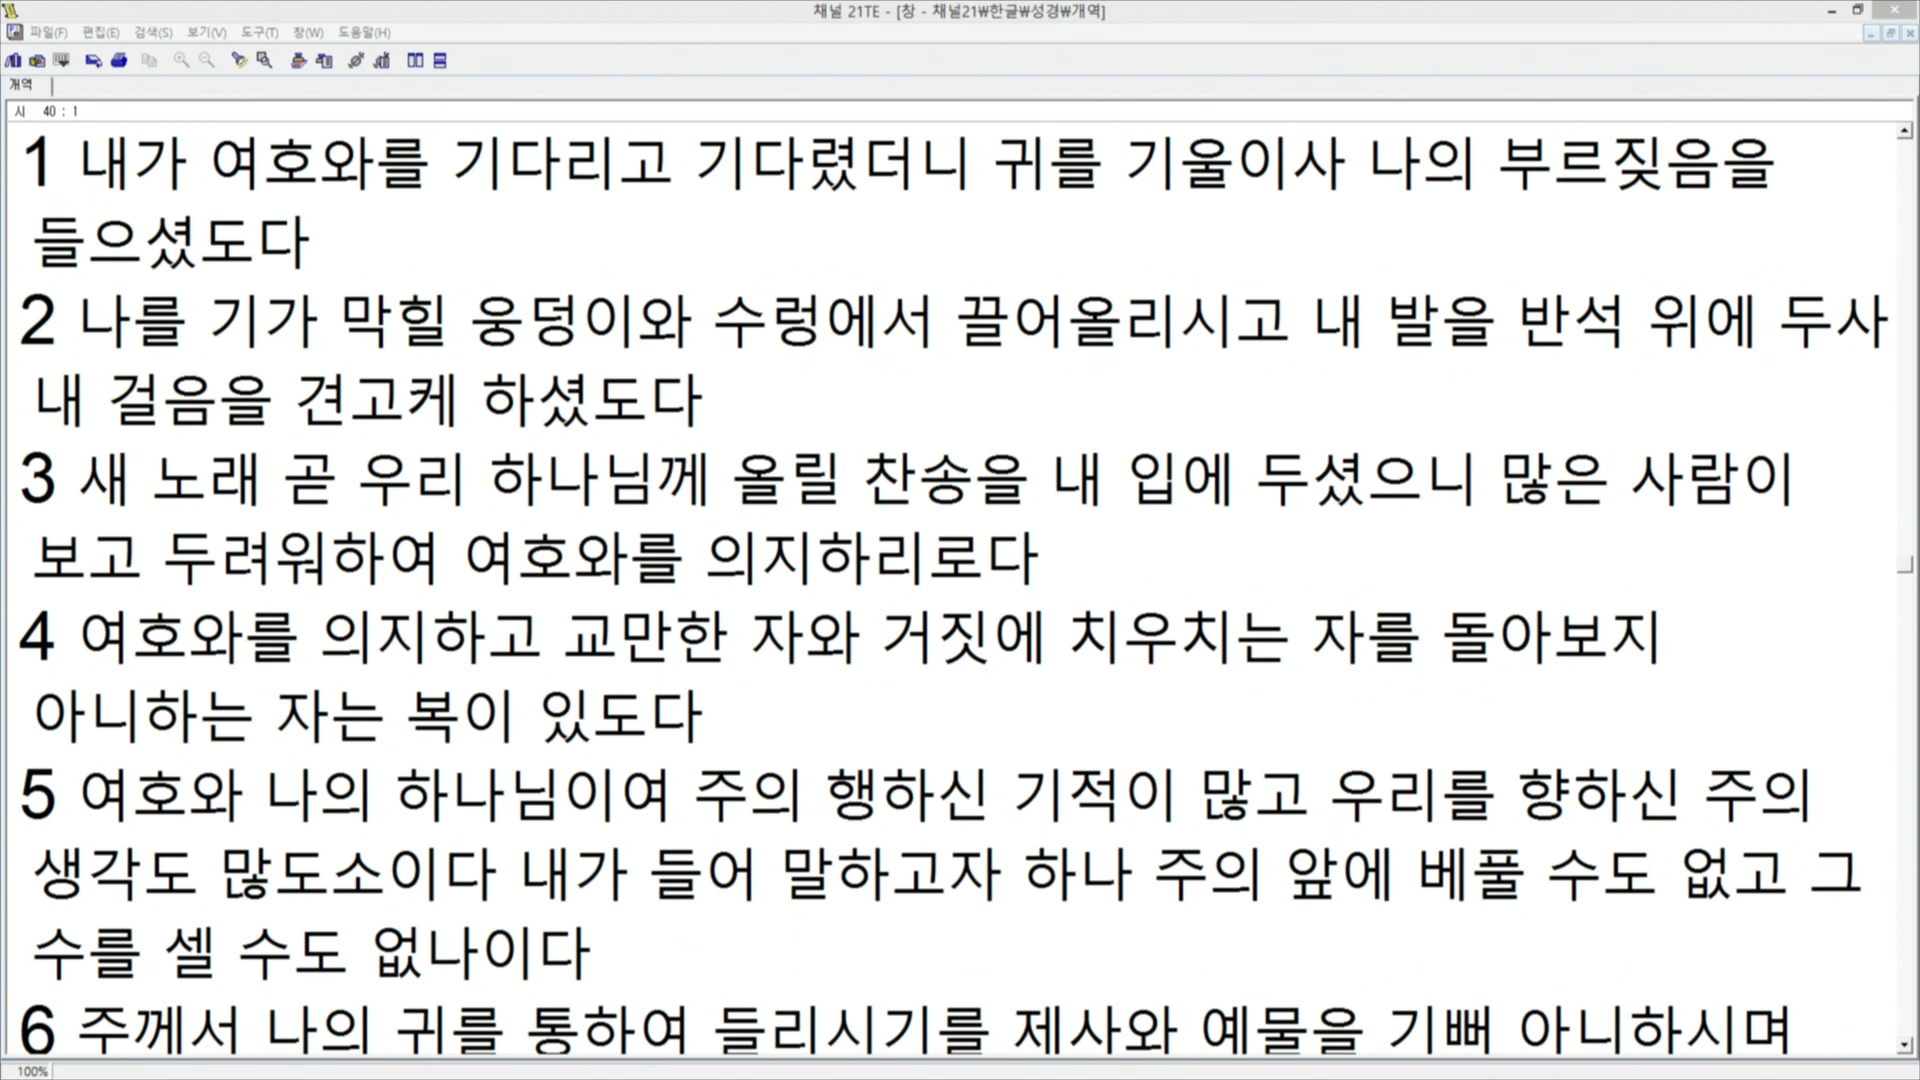 채널 21TE - [창 - 채널21₩한글₩성경₩개역]
파일(F) 편집(E) 검색(S) 보기(V) 도구(T) 창(W) 도움말(H)
개역
시 40 : 1
1 내가 여호와를 기다리고 기다렸더니 귀를 기울이사 나의 부르짖음을
들으셨도다
2 나를 기가 막힐 웅덩이와 수렁에서 끌어올리시고 내 발을 반석 위에 두사
내 걸음을 견고케 하셨도다
3 새 노래 곧 우리 하나님께 올릴 찬송을 내 입에 두셨으니 많은 사람이
보고 두려워하여 여호와를 의지하리로다
4 여호와를 의지하고 교만한 자와 거짓에 치우치는 자를 돌아보지
아니하는 자는 복이 있도다
5 여호와 나의 하나님이여 주의 행하신 기적이 많고 우리를 향하신 주의
생각도 많도소이다 내가 들어 말하고자 하나 주의 앞에 베풀 수도 없고 그
수를 셀 수도 없나이다
6 주께서 나의 귀를 통하여 들리시기를 제사와 예물을 기뻐 아니하시며
100%